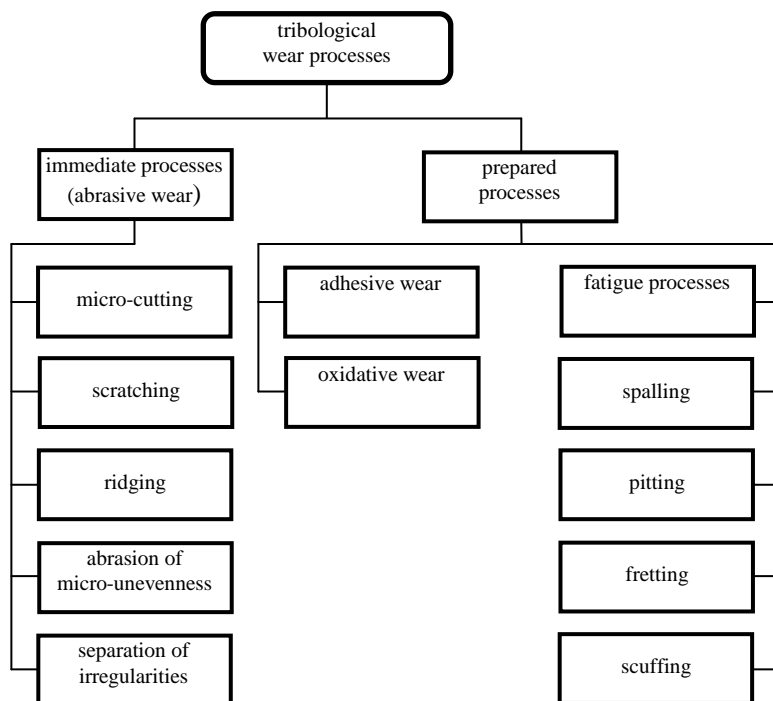 tribological
wear processes
immediate processes
(abrasive wear)
prepared
processes
micro-cutting
scratching
ridging
abrasion of
micro-unevenness
separation of
irregularities
adhesive wear
oxidative wear
fatigue processes
spalling
pitting
fretting
scuffing